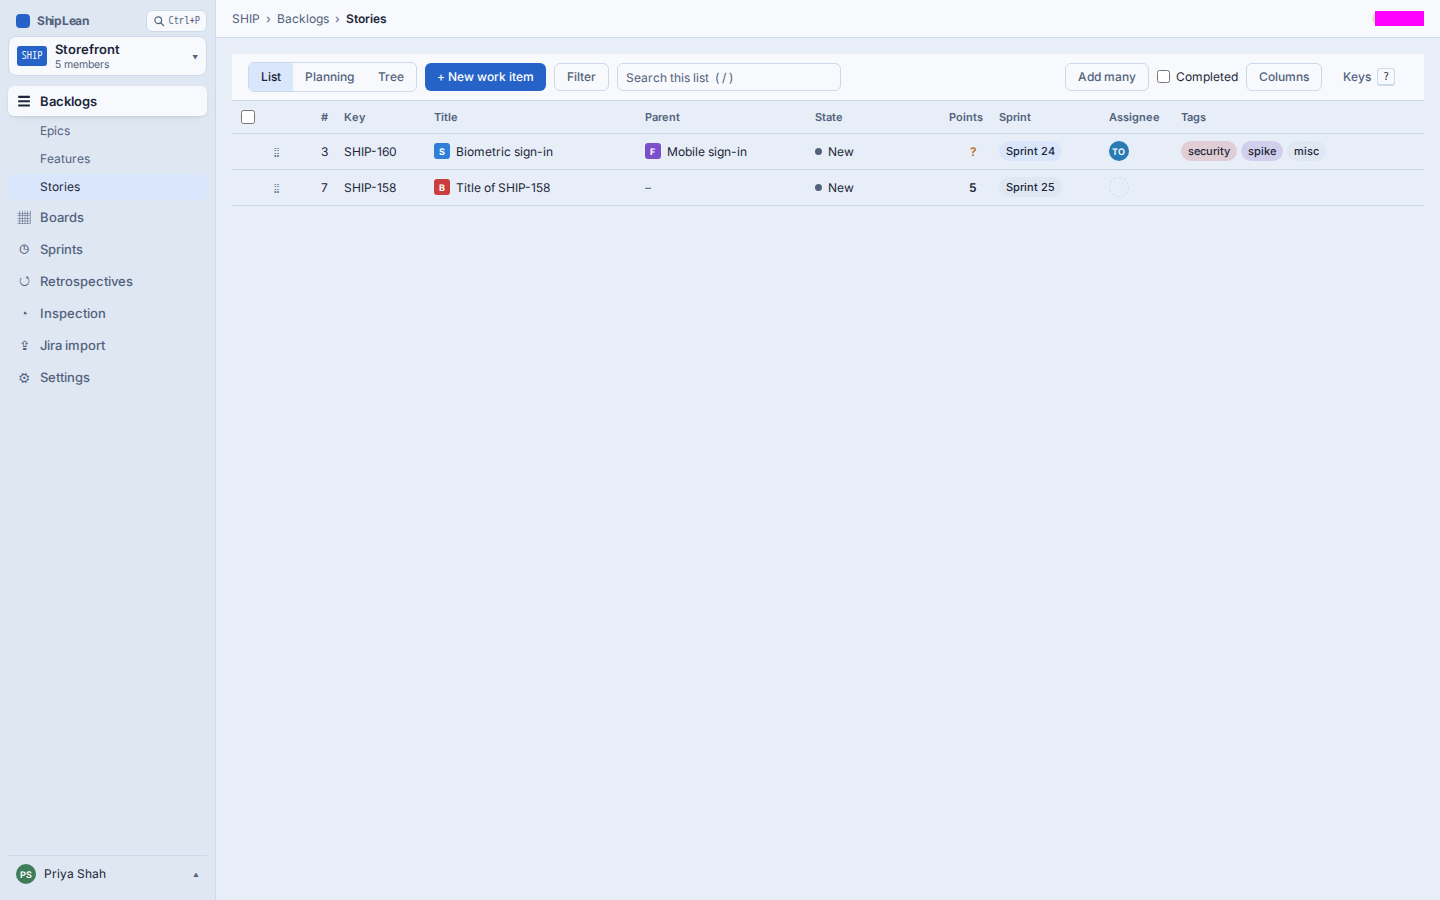 ShipLean Ctrl+P
SHIP Storefront
5 members
Backlogs
Epics
Features
Stories
Boards
Sprints
Retrospectives
Inspection
Jira import
Settings
PS Priya Shah
SHIP › Backlogs › Stories
List Planning Tree + New work item Filter Search this list ( / ) Add many Completed Columns Keys ?
# Key Title Parent State Points Sprint Assignee Tags
3 SHIP-160 S Biometric sign-in F Mobile sign-in New ? Sprint 24 TO security spike misc
7 SHIP-158 B Title of SHIP-158 – New 5 Sprint 25